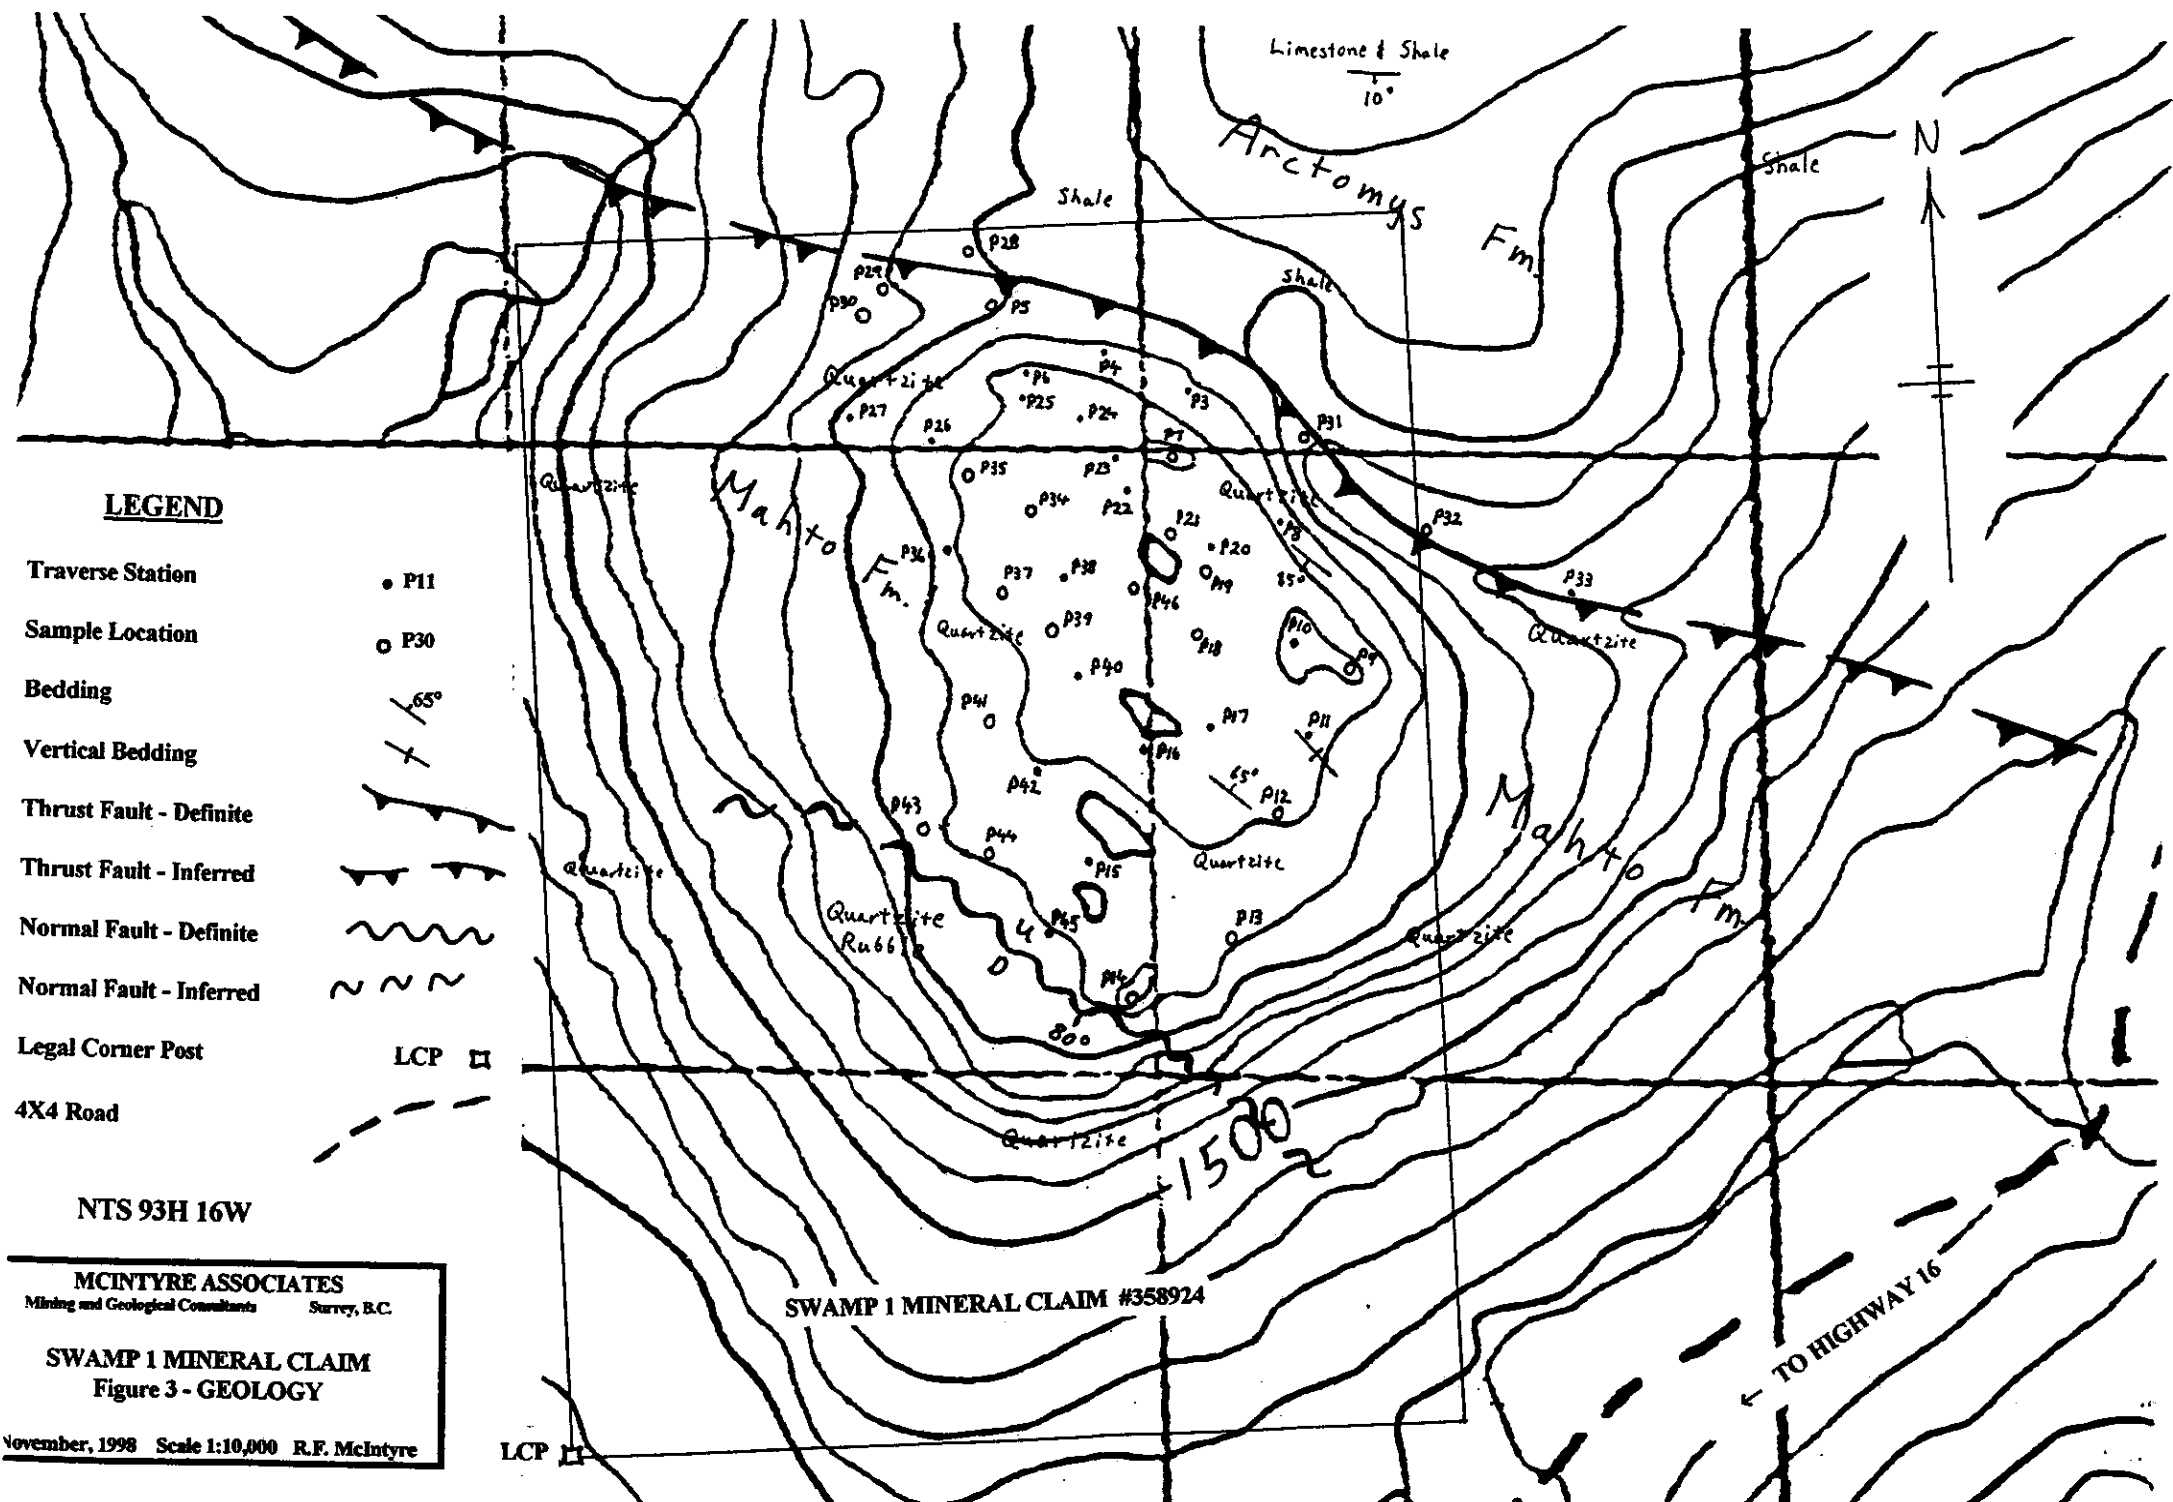 Limestone & Shale
10°
Arctomys
Fm.
N
Shale
Shale
Shale
P28
P29
P30
P5
P4
P6
P25
P24
P3
Quartzite
P27
P26
P31
P7
P23
P35
P34
P22
Quartzite
Quartzite
P32
Mahto
Fm.
P21
P8
P20
P36
P37
P38
P19
85°
P33
P46
Quartzite
P39
P18
P10
P9
Quartzite
P40
P41
P17
P11
P16
65°
P12
P42
P43
P44
P15
Quartzite
Mahto
Fm.
Quartzite
Quartzite
Rubble
U
D
P45
P13
Quartzite
P14
80°
Quartzite
1500
LEGEND
Traverse Station P11
Sample Location P30
Bedding 65°
Vertical Bedding
Thrust Fault - Definite
Thrust Fault - Inferred
Normal Fault - Definite
Normal Fault - Inferred
Legal Corner Post LCP
4X4 Road
NTS 93H 16W
MCINTYRE ASSOCIATES
Mining and Geological Consultants Surrey, B.C.
SWAMP 1 MINERAL CLAIM
Figure 3 - GEOLOGY
November, 1998 Scale 1:10,000 R.F. McIntyre
SWAMP 1 MINERAL CLAIM #358924
LCP
← TO HIGHWAY 16